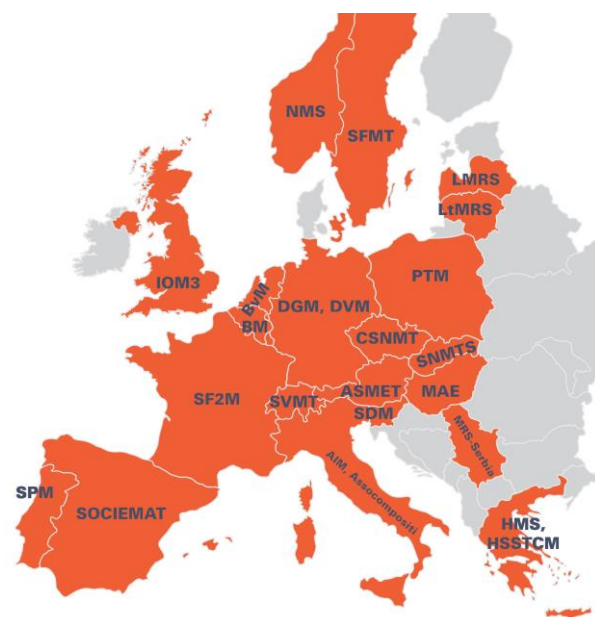 NMS
SFMT
LMRS
LtMRS
IOM3
BvM
BM
DGM, DVM
PTM
CSNMT
SNMTS
SF2M
SVMT
ASMET
MAE
SDM
MRS-Serbia
AIM, Assocompositi
SPM
SOCIEMAT
HMS,
HSSTCM